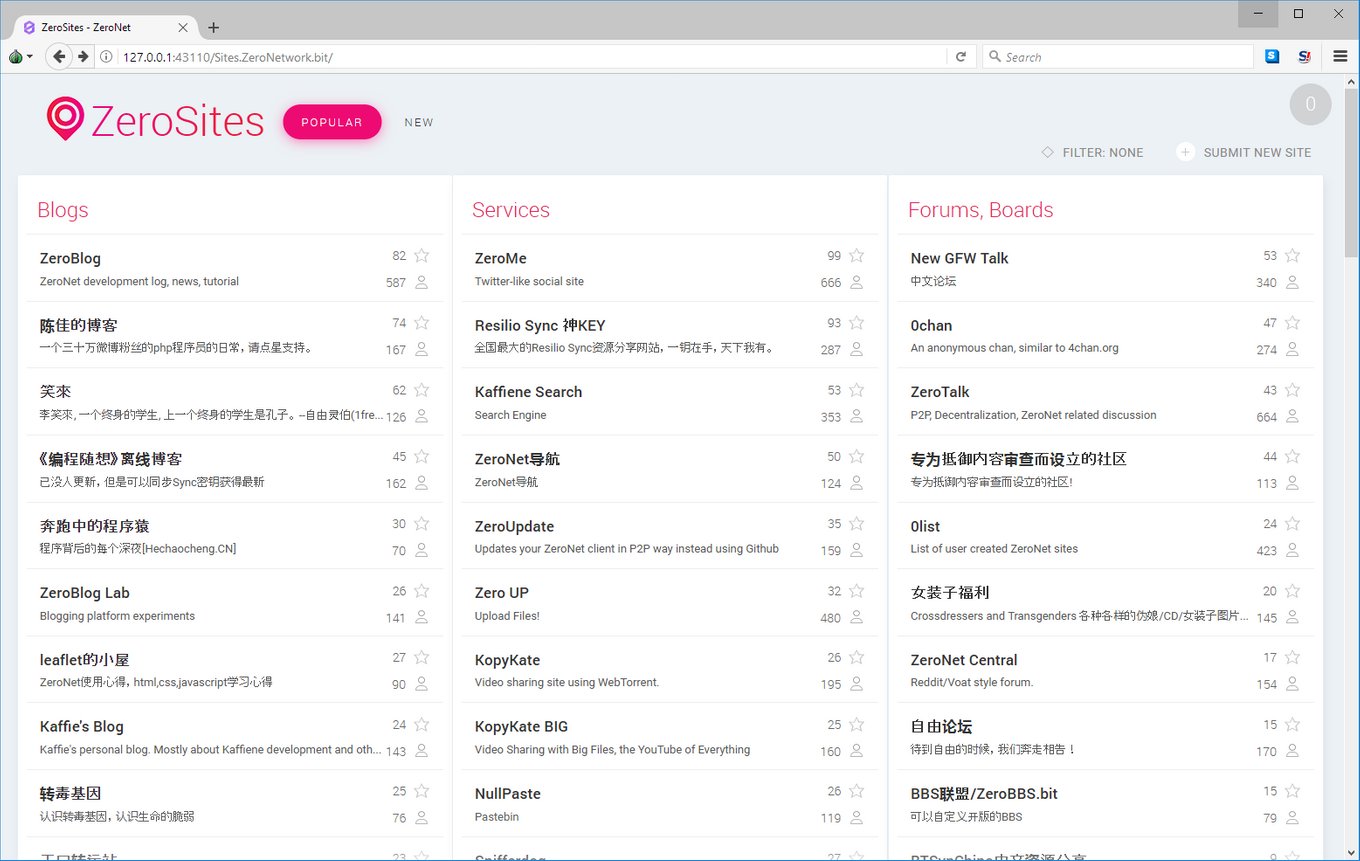 ZeroSites - ZeroNet
127.0.0.1:43110/Sites.ZeroNetwork.bit/
Search
ZeroSites
POPULAR
NEW
0
FILTER: NONE
SUBMIT NEW SITE
Blogs
ZeroBlog 82
ZeroNet development log, news, tutorial 587
陈佳的博客 74
一个三十万微博粉丝的php程序员的日常，请点星支持。 167
笑來 62
李笑來, 一个终身的学生, 上一个终身的学生是孔子。--自由灵伯(1fre... 126
《编程随想》离线博客 45
已没人更新，但是可以同步Sync密钥获得最新 162
奔跑中的程序猿 30
程序背后的每个深夜[Hechaocheng.CN] 70
ZeroBlog Lab 26
Blogging platform experiments 141
leaflet的小屋 27
ZeroNet使用心得，html,css,javascript学习心得 90
Kaffie's Blog 24
Kaffie's personal blog. Mostly about Kaffiene development and oth... 143
转毒基因 25
认识转毒基因，认识生命的脆弱 76
23
Services
ZeroMe 99
Twitter-like social site 666
Resilio Sync 神KEY 93
全国最大的Resilio Sync资源分享网站，一钥在手，天下我有。 287
Kaffiene Search 53
Search Engine 353
ZeroNet导航 50
ZeroNet导航 124
ZeroUpdate 35
Updates your ZeroNet client in P2P way instead using Github 159
Zero UP 32
Upload Files! 480
KopyKate 26
Video sharing site using WebTorrent. 195
KopyKate BIG 25
Video Sharing with Big Files, the YouTube of Everything 160
NullPaste 26
Pastebin 119
27
Forums, Boards
New GFW Talk 53
中文论坛 340
0chan 47
An anonymous chan, similar to 4chan.org 274
ZeroTalk 43
P2P, Decentralization, ZeroNet related discussion 664
专为抵御内容审查而设立的社区 44
专为抵御内容审查而设立的社区! 113
0list 24
List of user created ZeroNet sites 423
女装子福利 20
Crossdressers and Transgenders 各种各样的伪娘/CD/女装子图片... 145
ZeroNet Central 17
Reddit/Voat style forum. 154
自由论坛 15
待到自由的时候，我们奔走相告！ 170
BBS联盟/ZeroBBS.bit 15
可以自定义开版的BBS 79
9